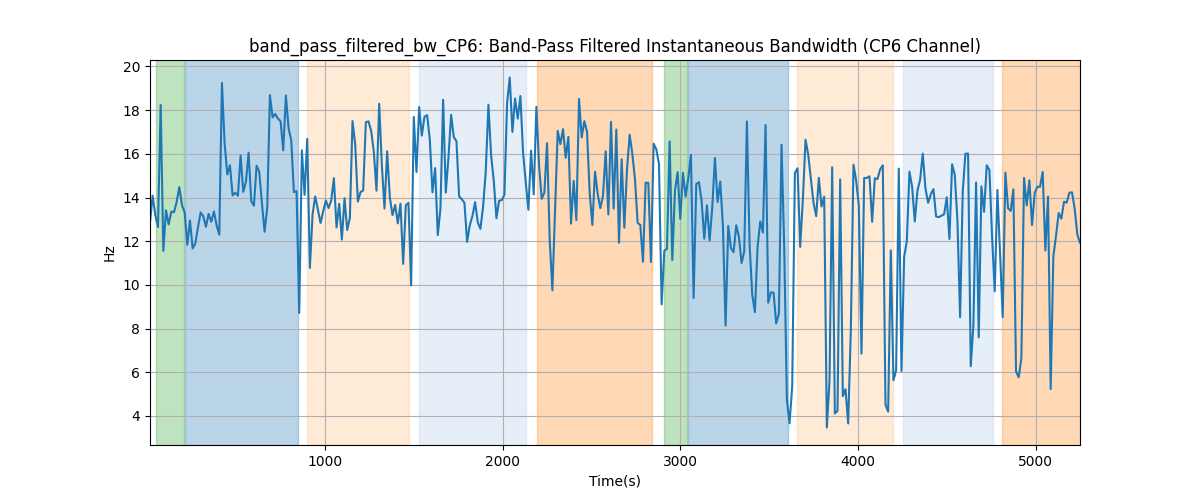 band_pass_filtered_bw_CP6: Band-Pass Filtered Instantaneous Bandwidth (CP6 Channel)
20
18
16
14
12
10
8
6
4
Hz
1000 2000 3000 4000 5000
Time(s)